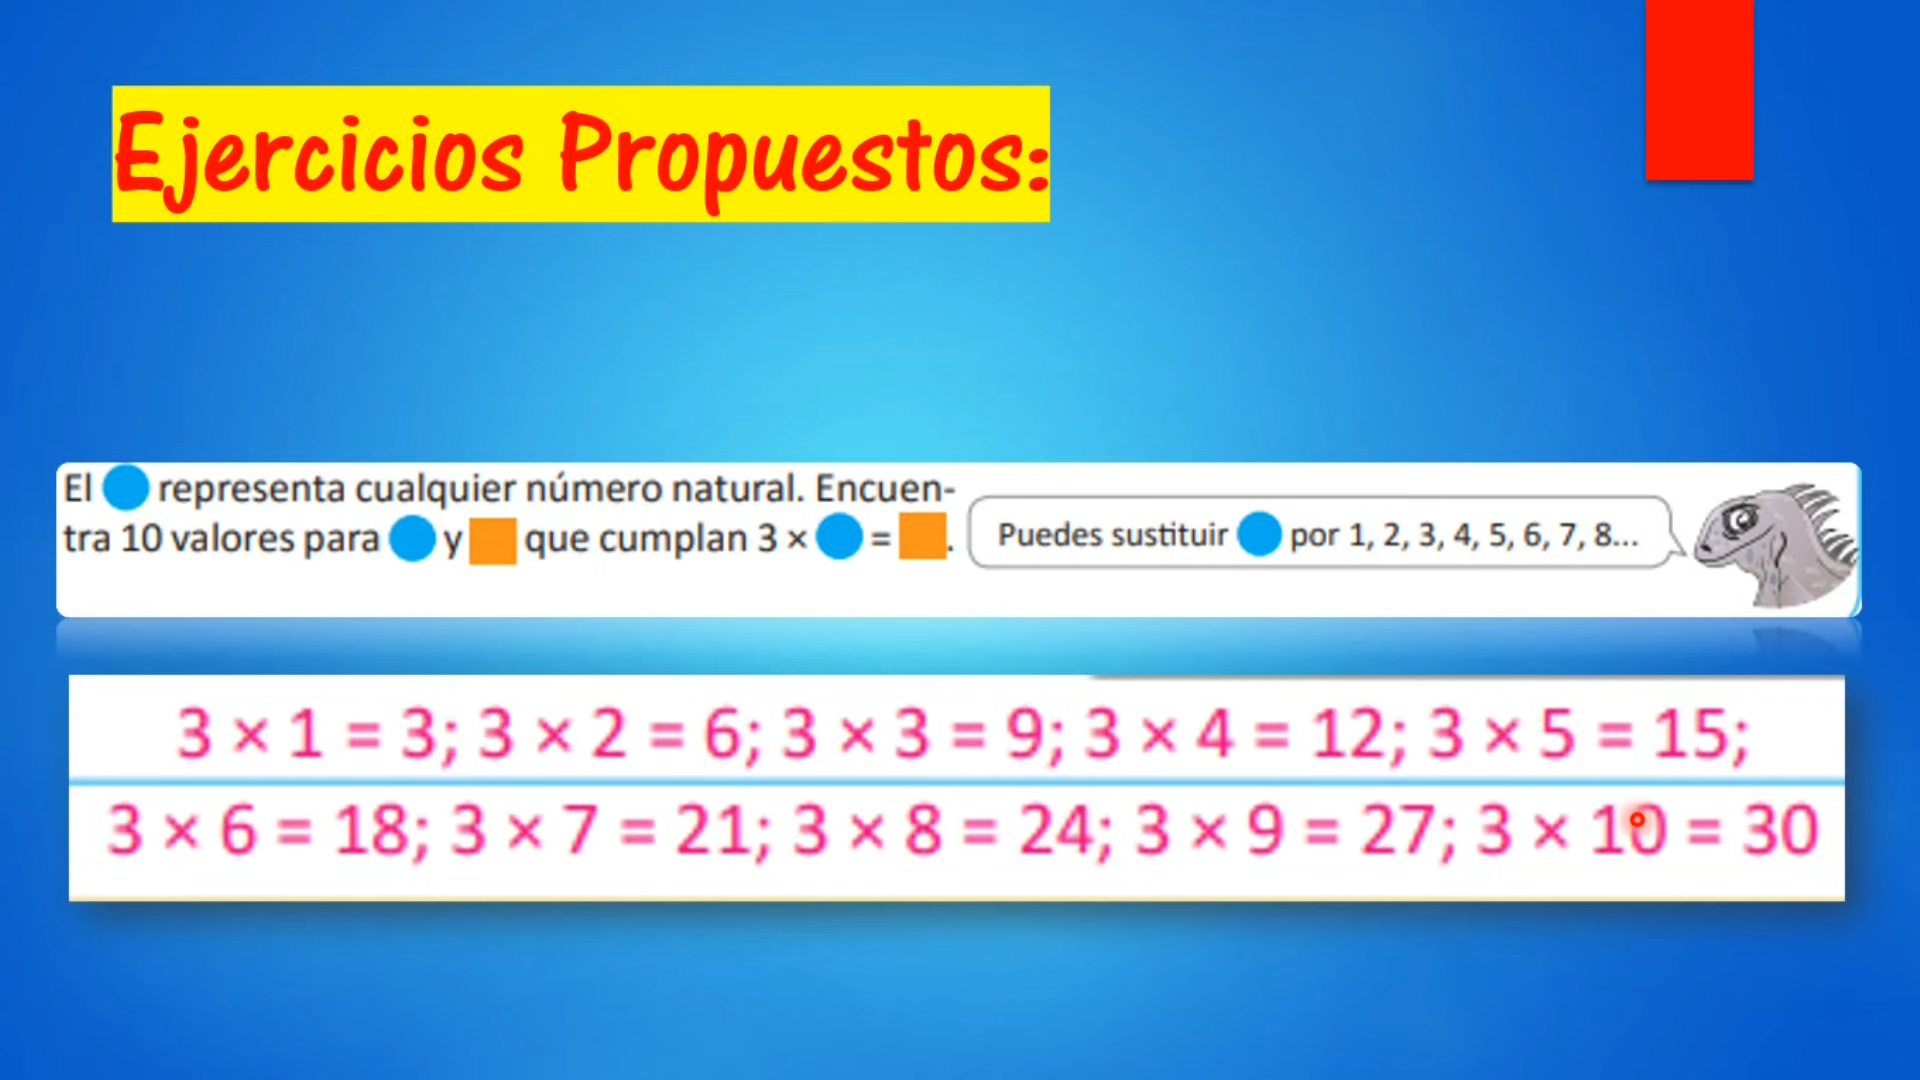 Ejercicios Propuestos:
El representa cualquier número natural. Encuen-
tra 10 valores para y que cumplan 3 × = .
Puedes sustituir por 1, 2, 3, 4, 5, 6, 7, 8...
3 × 1 = 3; 3 × 2 = 6; 3 × 3 = 9; 3 × 4 = 12; 3 × 5 = 15;
3 × 6 = 18; 3 × 7 = 21; 3 × 8 = 24; 3 × 9 = 27; 3 × 10 = 30